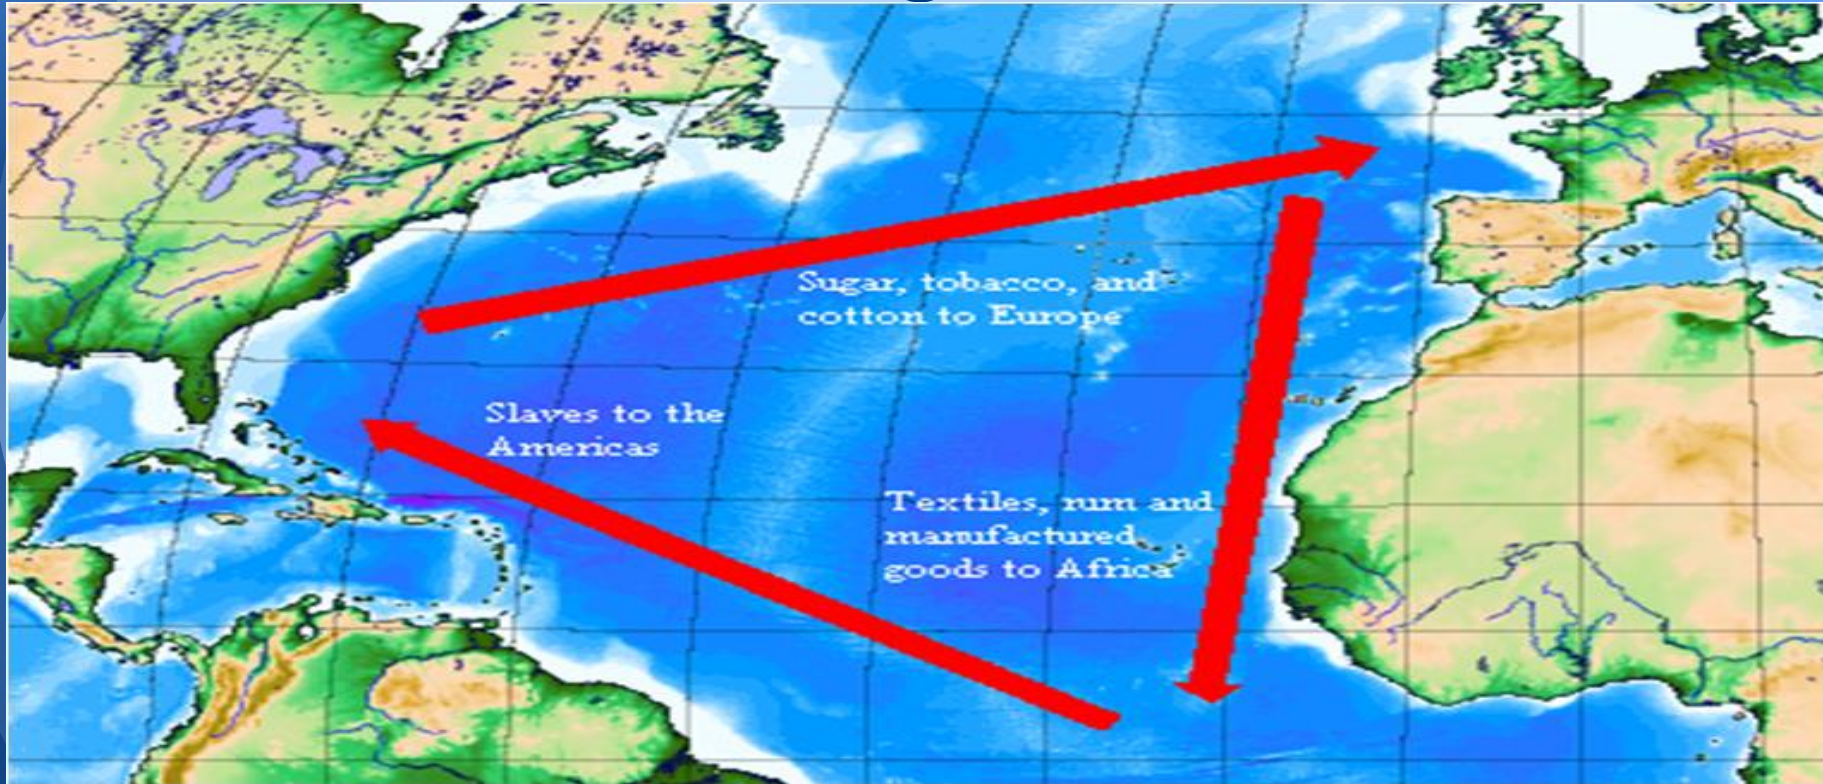 Sugar, tobacco, and
cotton to Europe
Slaves to the
Americas
Textiles, rum and
manufactured
goods to Africa